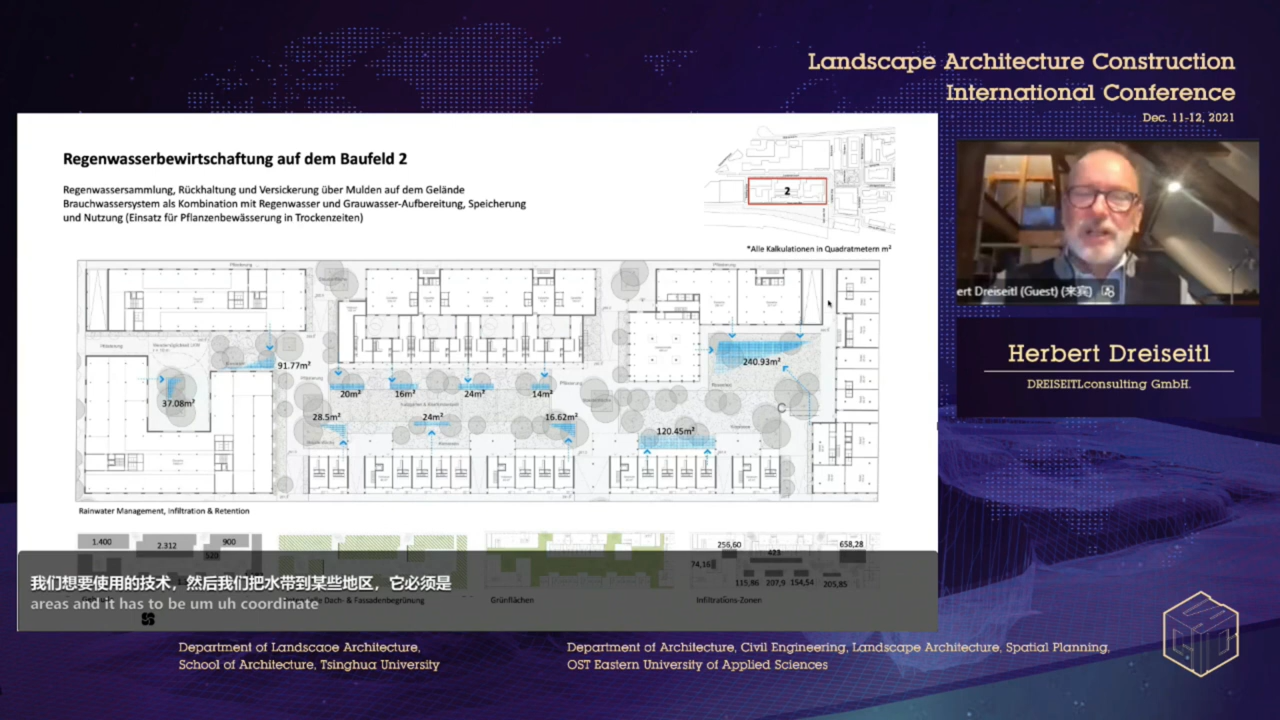 Landscape Architecture Construction
International Conference
Dec. 11-12, 2021
Regenwasserbewirtschaftung auf dem Baufeld 2
Regenwassersammlung, Rückhaltung und Versickerung über Mulden auf dem Gelände
Brauchwassersystem als Kombination mit Regenwasser und Grauwasser-Aufbereitung, Speicherung
und Nutzung (Einsatz für Pflanzenbewässerung in Trockenzeiten)
2
*Alle Kalkulationen in Quadratmetern m²
91.77m²
37.08m²
20m²
16m²
24m²
14m²
28.5m²
24m²
16.62m²
120.45m²
240.93m²
Rainwater Management, Infiltration & Retention
1.400
2.312
900
256,60
658,28
74,16
115,86
207,9
154,54
205,85
Dach- & Fassadenbegrünung
Grünflächen
Infiltrations-Zonen
我们想要使用的技术，然后我们把水带到某些地区，它必须是
areas and it has to be um uh coordinate
ert Dreiseitl (Guest) (来宾)
Herbert Dreiseitl
DREISEITLconsulting GmbH.
Department of Landscaoe Architecture,
School of Architecture, Tsinghua University
Department of Architecture, Civil Engineering, Landscape Architecture, Spatial Planning,
OST Eastern University of Applied Sciences